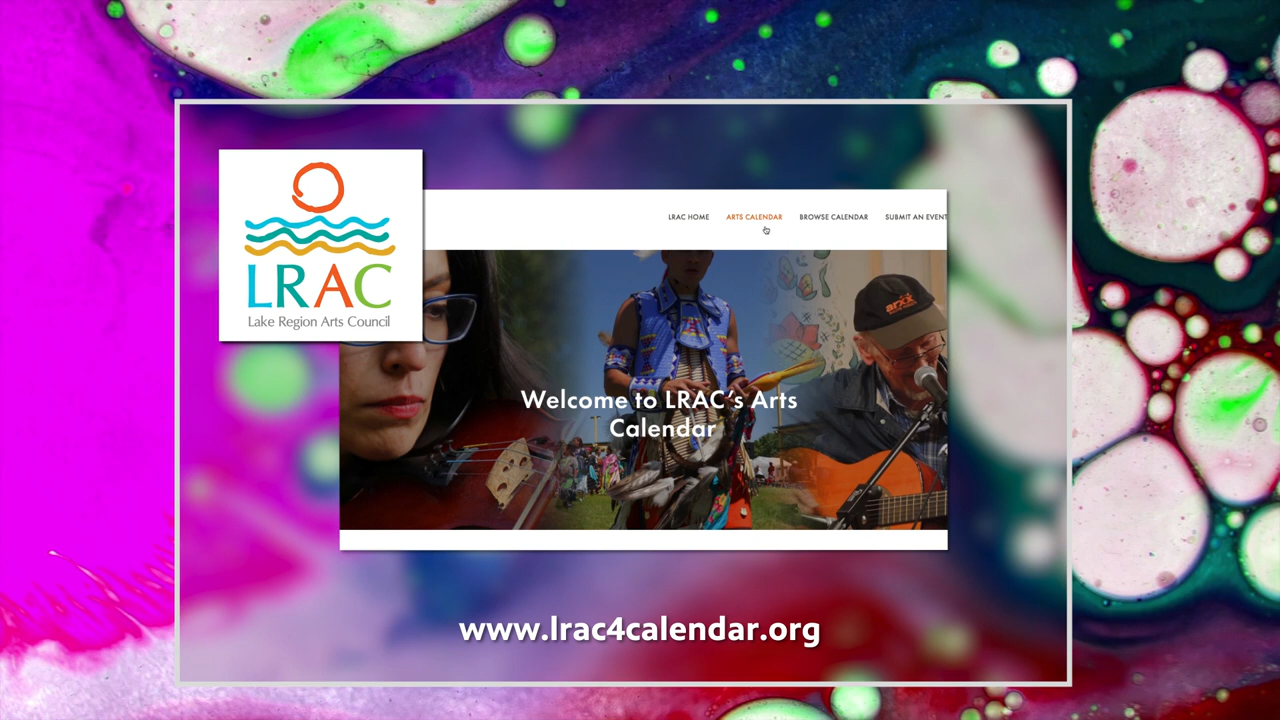 LRAC
Lake Region Arts Council
LRAC HOME ARTS CALENDAR BROWSE CALENDAR SUBMIT AN EVENT
Welcome to LRAC's Arts
Calendar
www.lrac4calendar.org